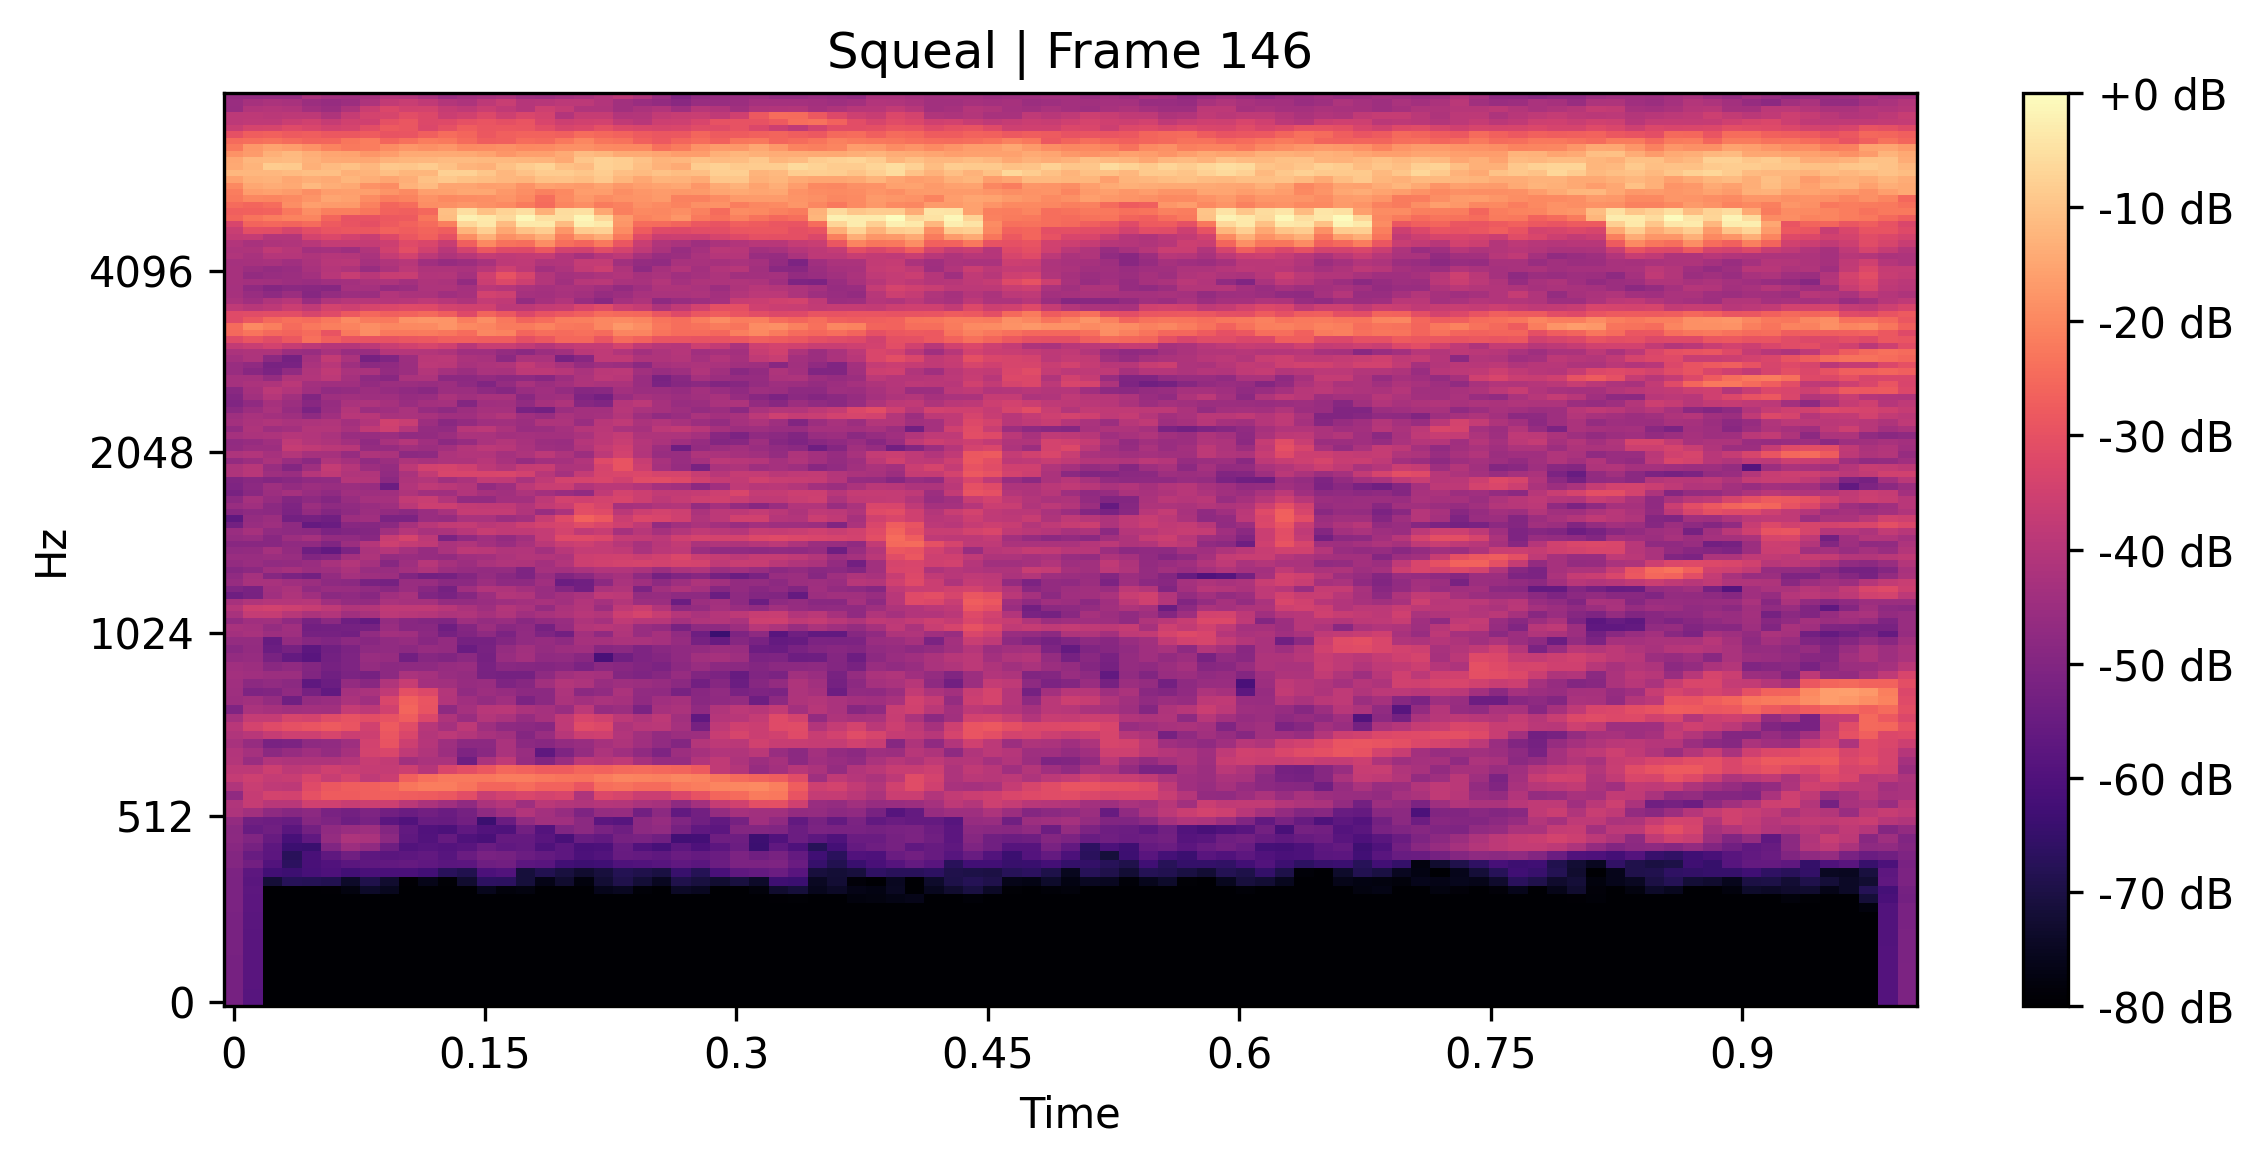 Squeal | Frame 146
+0 dB
-10 dB
-20 dB
-30 dB
-40 dB
-50 dB
-60 dB
-70 dB
-80 dB
Hz
4096
2048
1024
512
0
0 0.15 0.3 0.45 0.6 0.75 0.9
Time